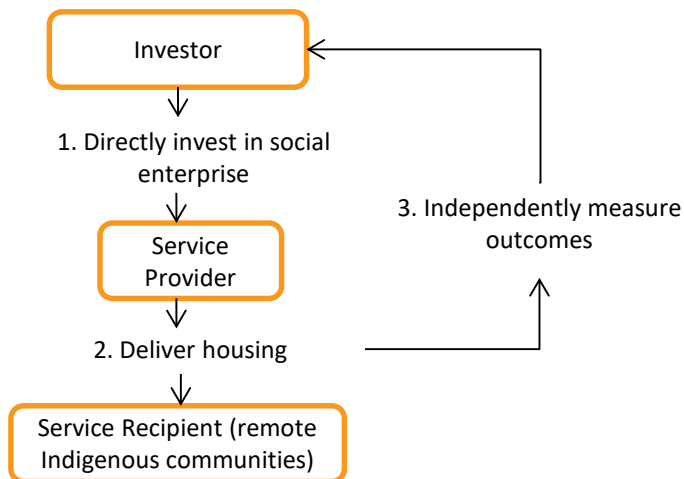 Investor
1. Directly invest in social
enterprise
Service
Provider
2. Deliver housing
Service Recipient (remote
Indigenous communities)
3. Independently measure
outcomes